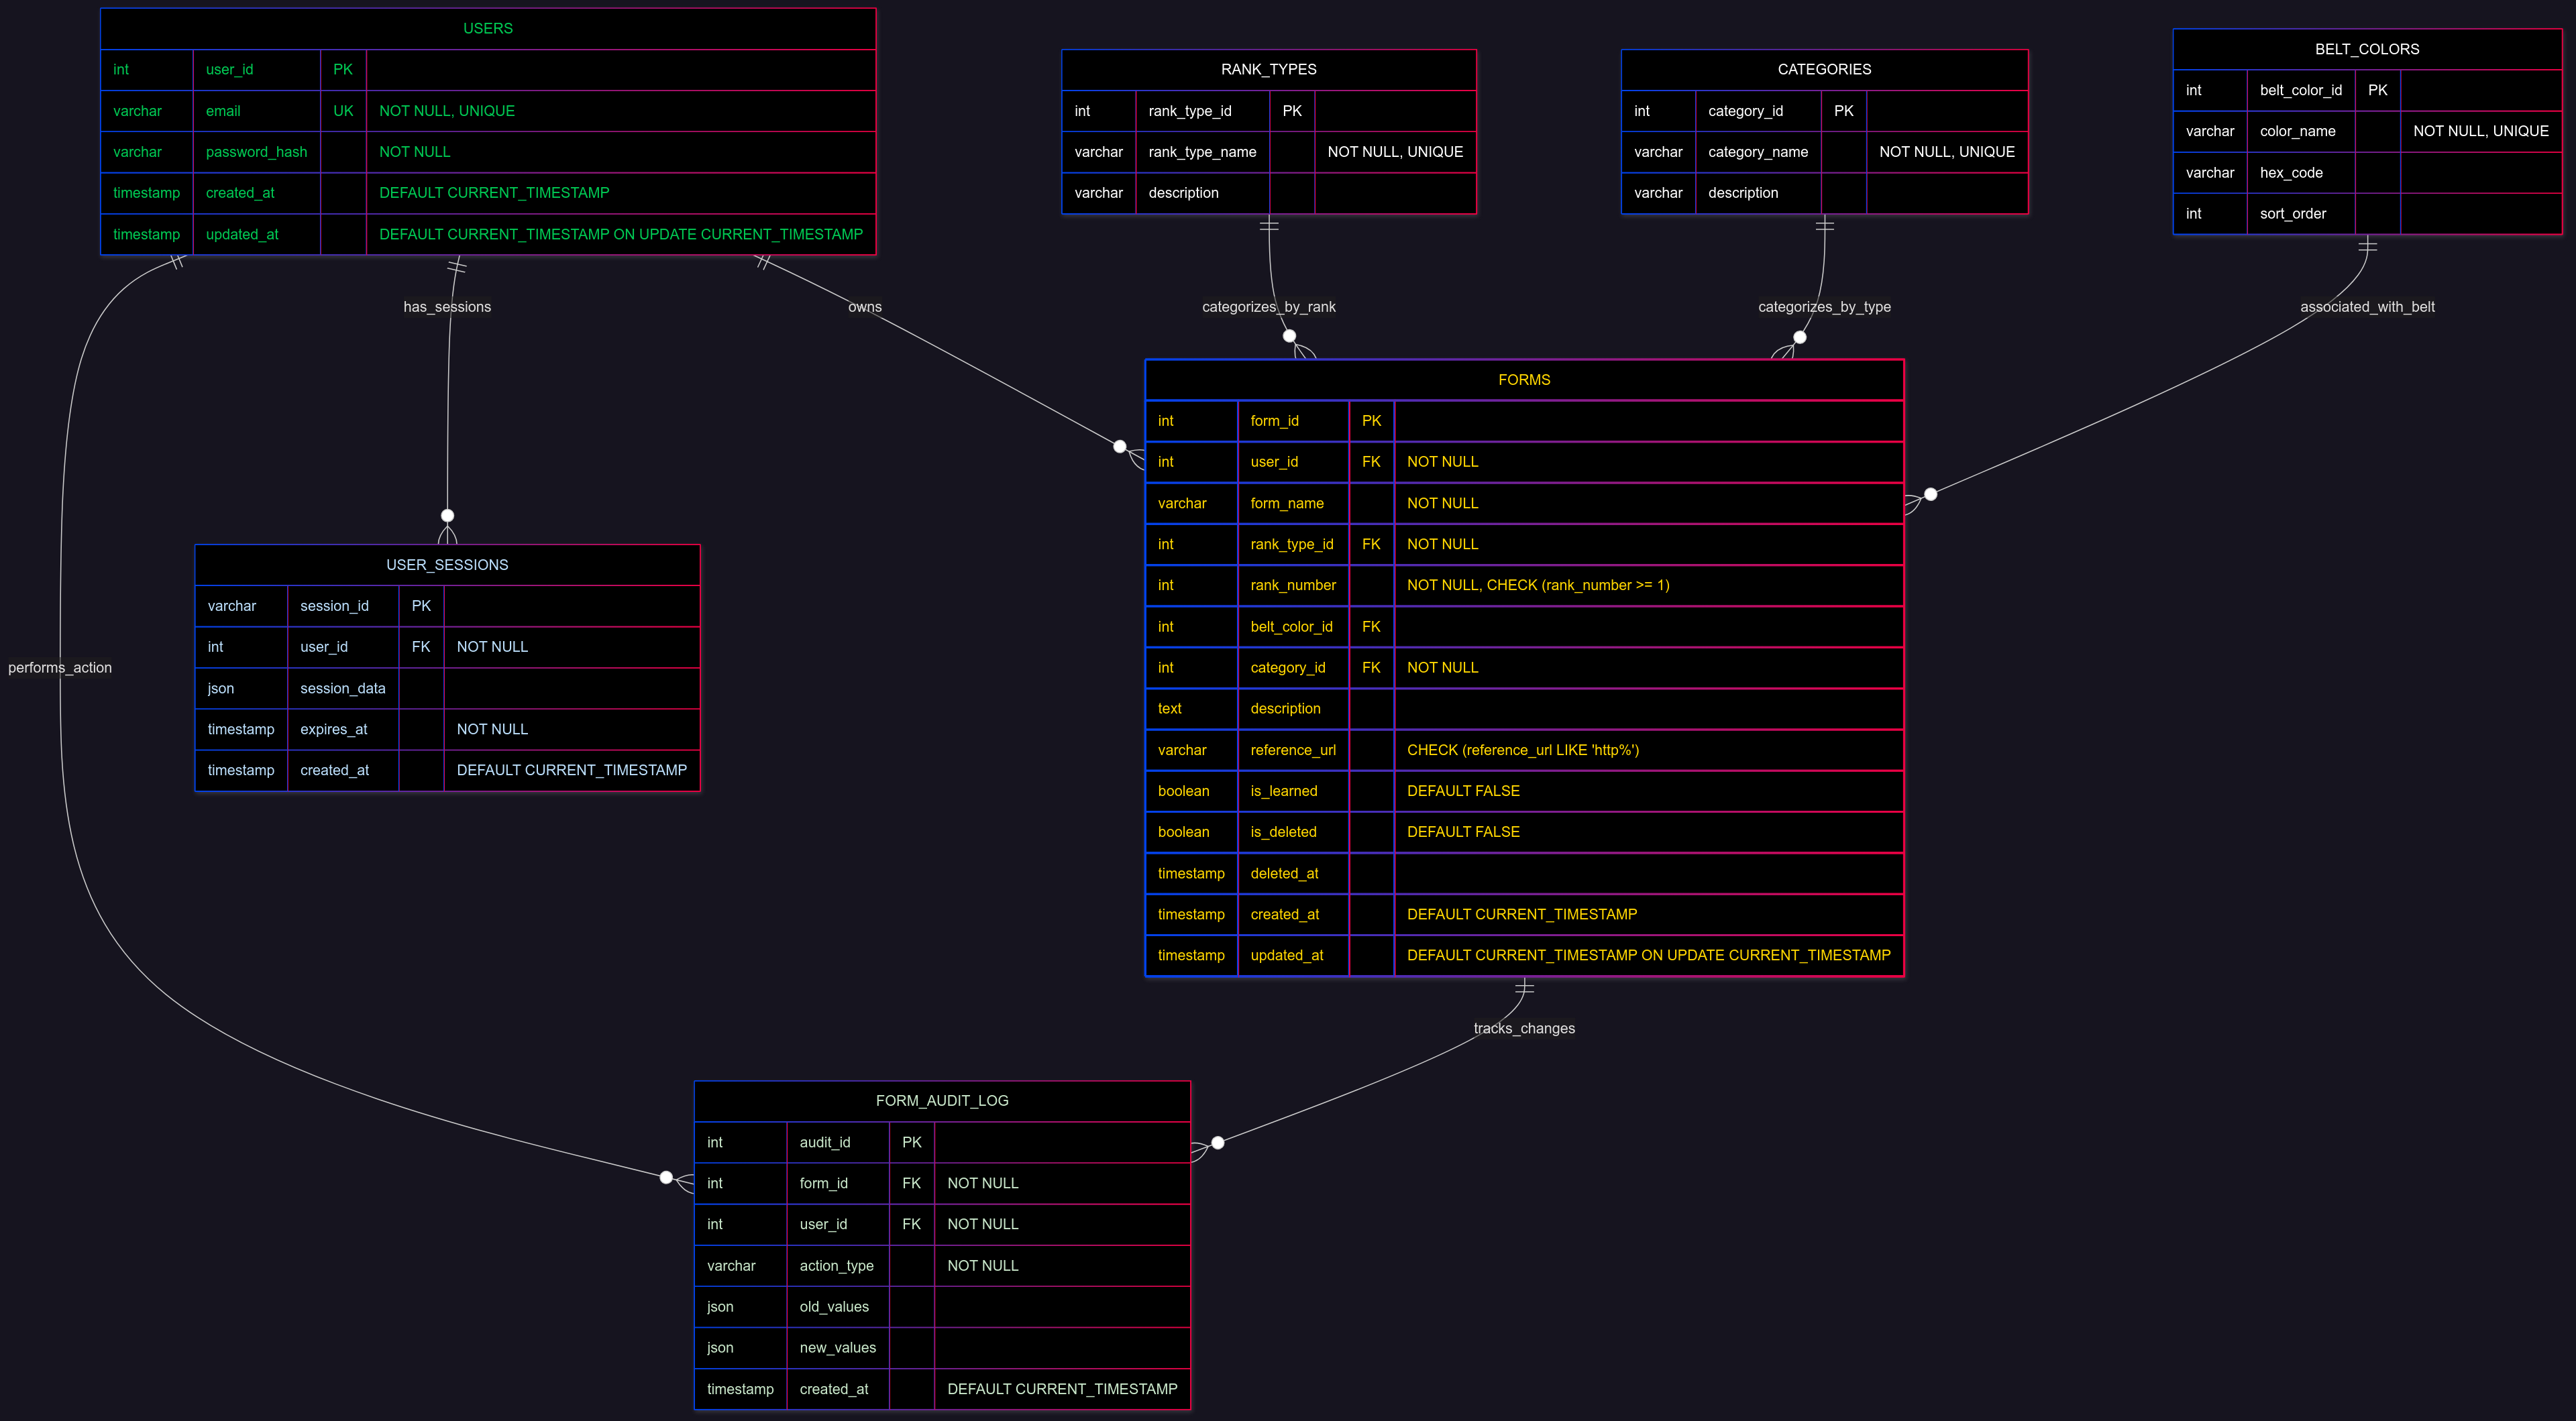 USERS
int user_id PK
varchar email UK NOT NULL, UNIQUE
varchar password_hash NOT NULL
timestamp created_at DEFAULT CURRENT_TIMESTAMP
timestamp updated_at DEFAULT CURRENT_TIMESTAMP ON UPDATE CURRENT_TIMESTAMP
RANK_TYPES
int rank_type_id PK
varchar rank_type_name NOT NULL, UNIQUE
varchar description
CATEGORIES
int category_id PK
varchar category_name NOT NULL, UNIQUE
varchar description
BELT_COLORS
int belt_color_id PK
varchar color_name NOT NULL, UNIQUE
varchar hex_code
int sort_order
has_sessions
owns
categorizes_by_rank
categorizes_by_type
associated_with_belt
FORMS
int form_id PK
int user_id FK NOT NULL
varchar form_name NOT NULL
int rank_type_id FK NOT NULL
int rank_number NOT NULL, CHECK (rank_number >= 1)
int belt_color_id FK
int category_id FK NOT NULL
text description
varchar reference_url CHECK (reference_url LIKE 'http%')
boolean is_learned DEFAULT FALSE
boolean is_deleted DEFAULT FALSE
timestamp deleted_at
timestamp created_at DEFAULT CURRENT_TIMESTAMP
timestamp updated_at DEFAULT CURRENT_TIMESTAMP ON UPDATE CURRENT_TIMESTAMP
USER_SESSIONS
varchar session_id PK
int user_id FK NOT NULL
json session_data
timestamp expires_at NOT NULL
timestamp created_at DEFAULT CURRENT_TIMESTAMP
performs_action
tracks_changes
FORM_AUDIT_LOG
int audit_id PK
int form_id FK NOT NULL
int user_id FK NOT NULL
varchar action_type NOT NULL
json old_values
json new_values
timestamp created_at DEFAULT CURRENT_TIMESTAMP